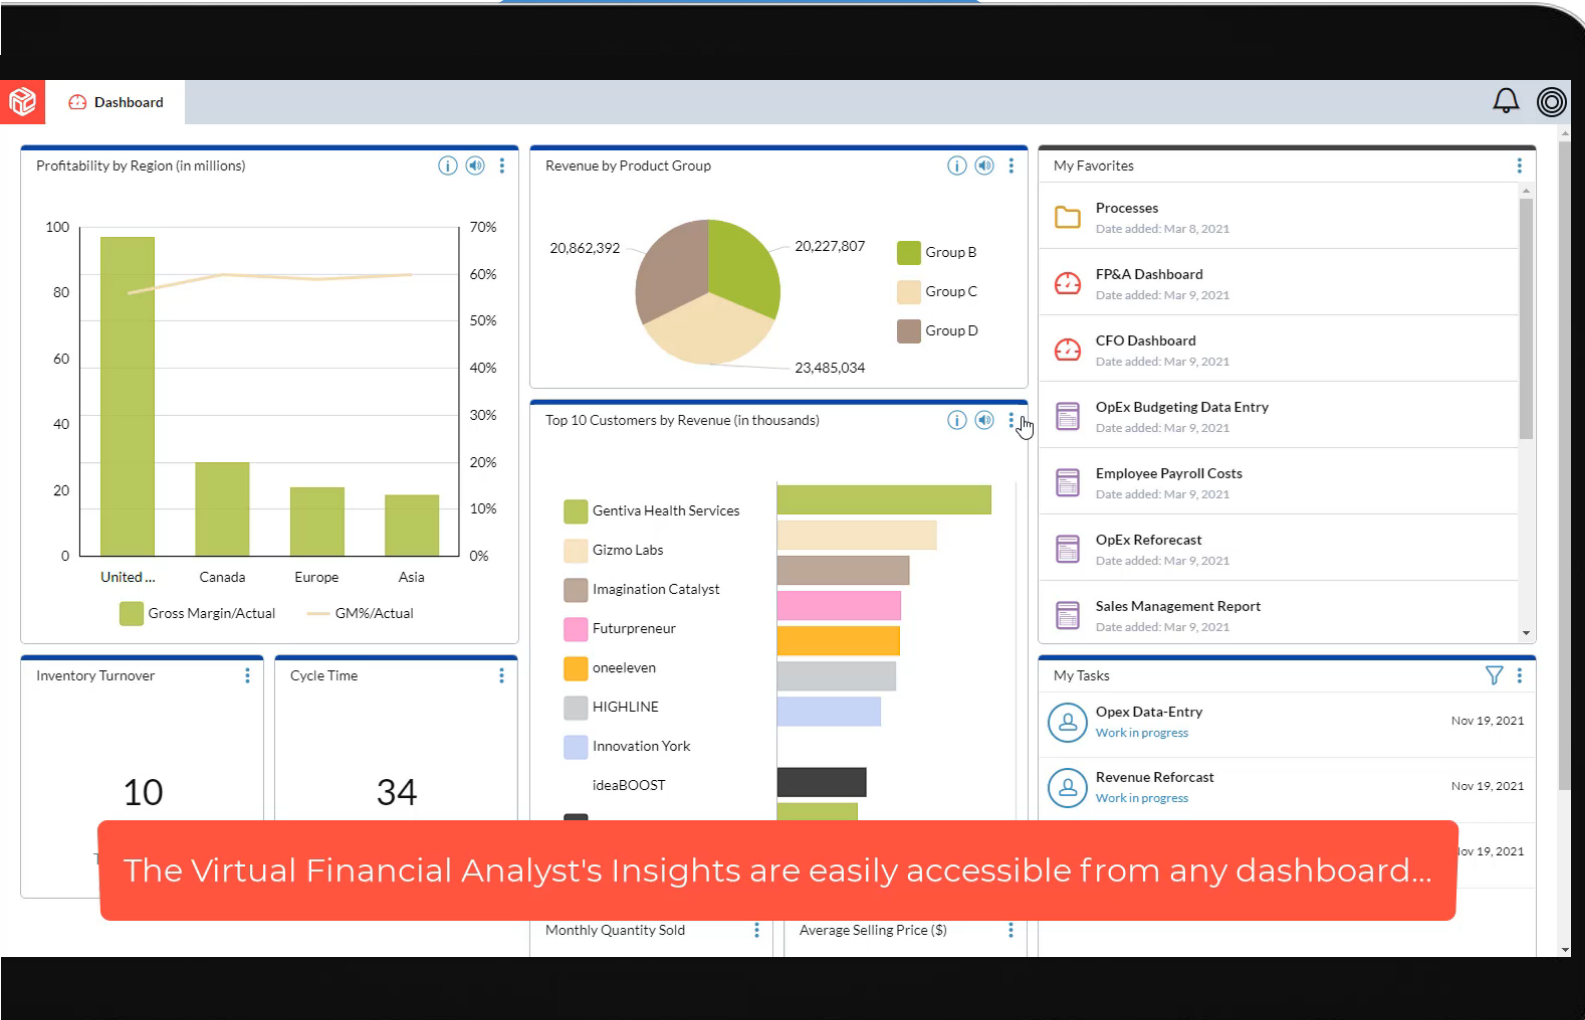 Dashboard
Profitability by Region (in millions)
100
80
60
40
20
0
70%
60%
50%
40%
30%
20%
10%
0%
United ...
Canada
Europe
Asia
Gross Margin/Actual
GM%/Actual
Revenue by Product Group
20,862,392
20,227,807
23,485,034
Group B
Group C
Group D
Top 10 Customers by Revenue (in thousands)
Gentiva Health Services
Gizmo Labs
Imagination Catalyst
Futurpreneur
oneeleven
HIGHLINE
Innovation York
ideaBOOST
My Favorites
Processes
Date added: Mar 8, 2021
FP&A Dashboard
Date added: Mar 9, 2021
CFO Dashboard
Date added: Mar 9, 2021
OpEx Budgeting Data Entry
Date added: Mar 9, 2021
Employee Payroll Costs
Date added: Mar 9, 2021
OpEx Reforecast
Date added: Mar 9, 2021
Sales Management Report
Date added: Mar 9, 2021
Inventory Turnover
10
Cycle Time
34
My Tasks
Opex Data-Entry
Work in progress
Nov 19, 2021
Revenue Reforcast
Work in progress
Nov 19, 2021
19, 2021
The Virtual Financial Analyst's Insights are easily accessible from any dashboard...
Monthly Quantity Sold
Average Selling Price ($)